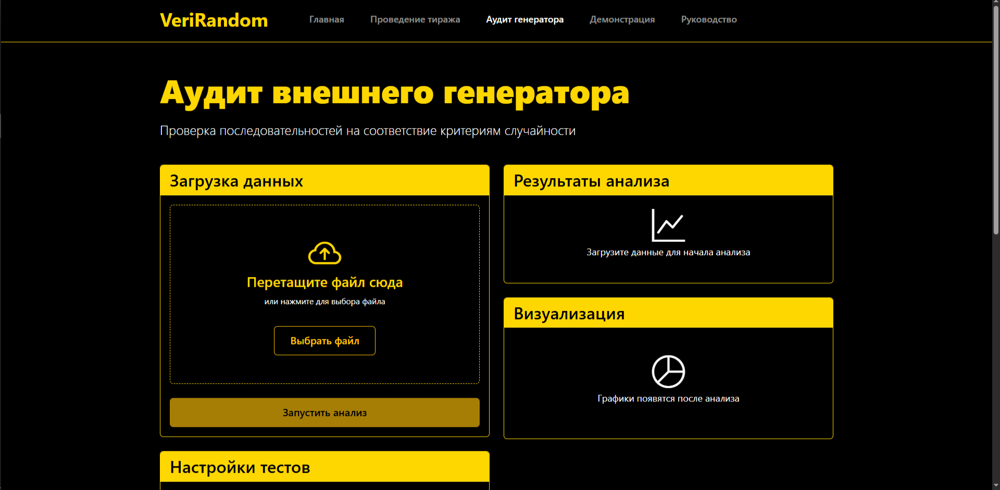 VeriRandom
Главная
Проведение тиража
Аудит генератора
Демонстрация
Руководство
Аудит внешнего генератора
Проверка последовательностей на соответствие критериям случайности
Загрузка данных
Перетащите файл сюда
или нажмите для выбора файла
Выбрать файл
Запустить анализ
Настройки тестов
Результаты анализа
Загрузите данные для начала анализа
Визуализация
Графики появятся после анализа